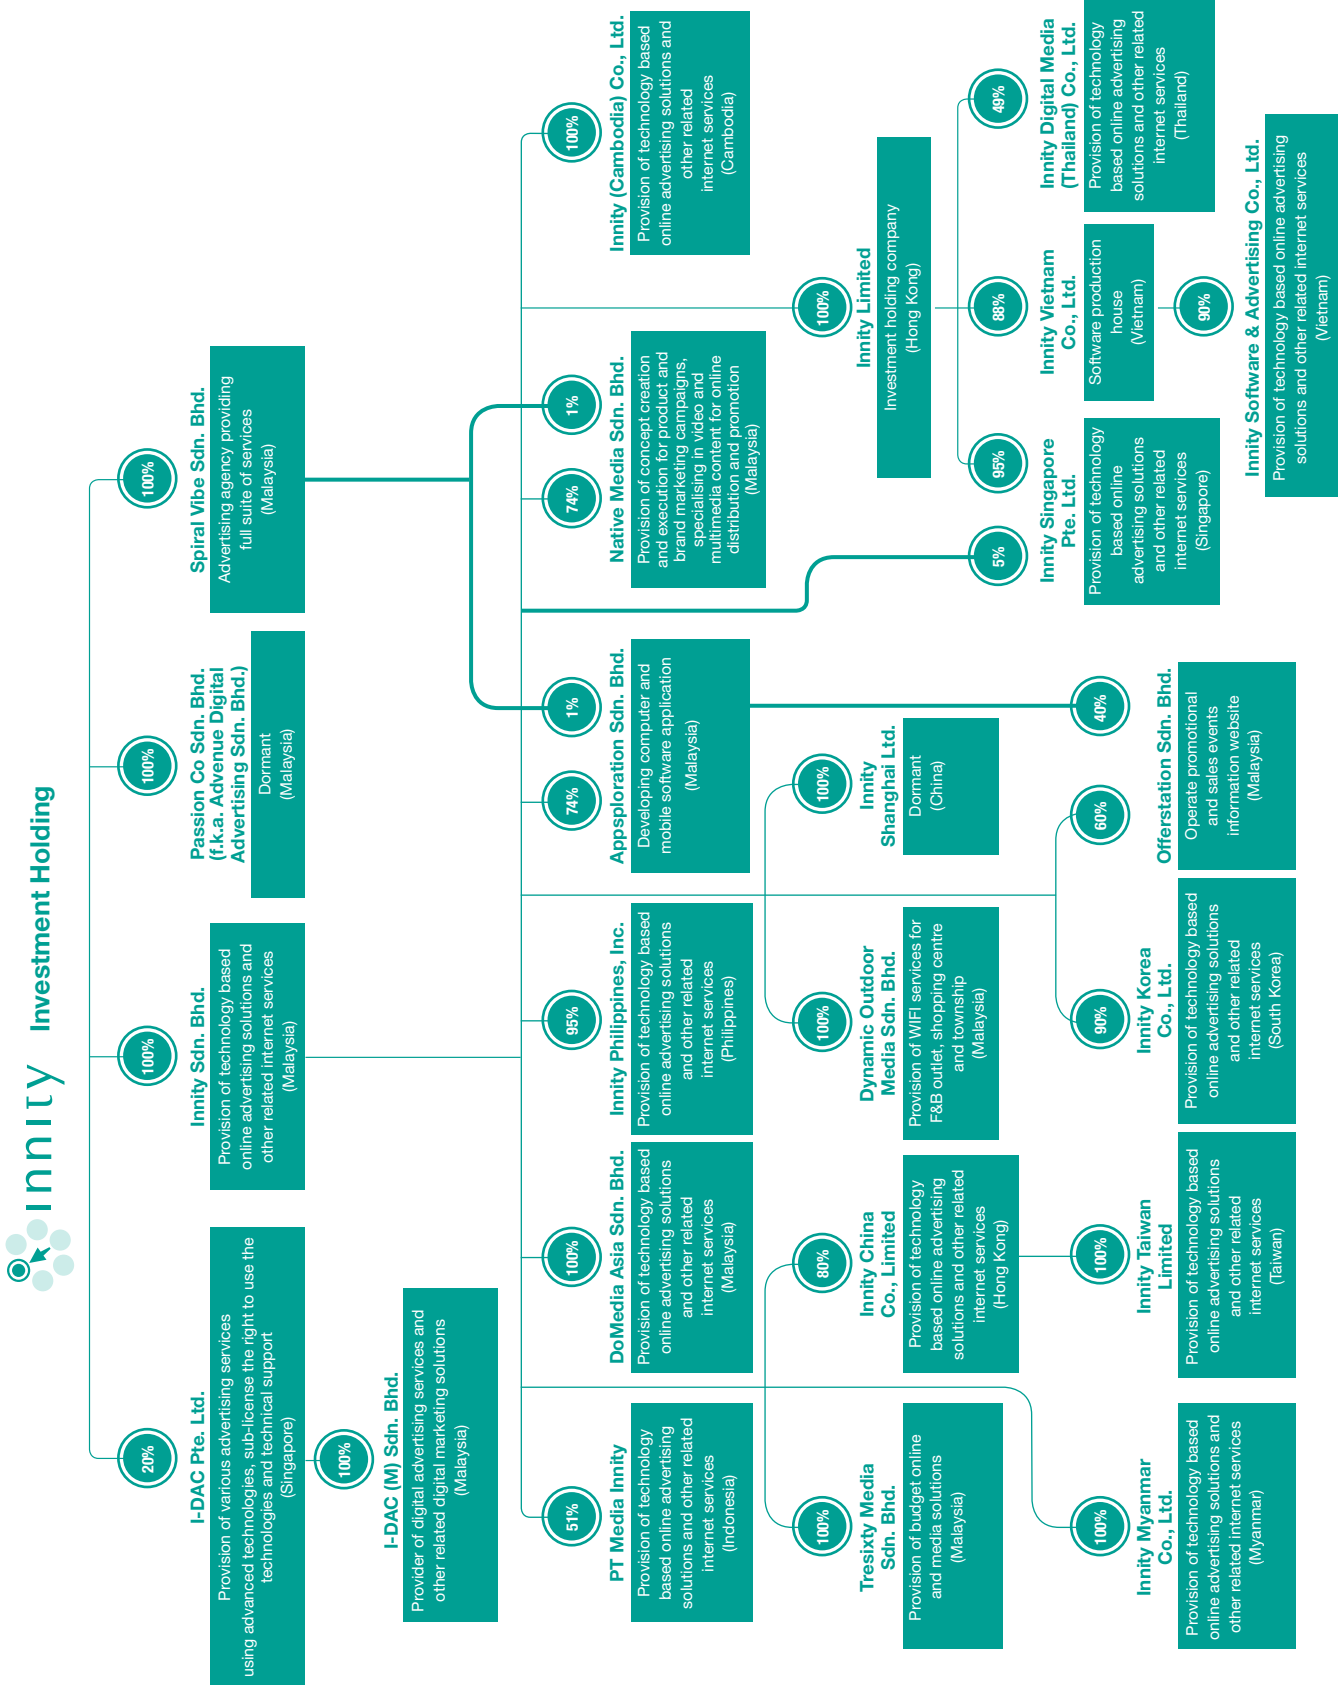 ınnıty Investment Holding
20%
I-DAC Pte. Ltd.
Provision of various advertising services
using advanced technologies, sub-license the right to use the
technologies and technical support
(Singapore)
100%
I-DAC (M) Sdn. Bhd.
Provider of digital advertising services and
other related digital marketing solutions
(Malaysia)
100%
Innity Sdn. Bhd.
Provision of technology based
online advertising solutions and
other related internet services
(Malaysia)
100%
Passion Co Sdn. Bhd.
(f.k.a. Advenue Digital
Advertising Sdn. Bhd.)
Dormant
(Malaysia)
100%
Spiral Vibe Sdn. Bhd.
Advertising agency providing
full suite of services
(Malaysia)
51%
PT Media Innity
Provision of technology
based online advertising
solutions and other related
internet services
(Indonesia)
100%
DoMedia Asia Sdn. Bhd.
Provision of technology based
online advertising solutions
and other related
internet services
(Malaysia)
95%
Innity Philippines, Inc.
Provision of technology based
online advertising solutions
and other related
internet services
(Philippines)
74%
1%
Appsploration Sdn. Bhd.
Developing computer and
mobile software application
(Malaysia)
74%
1%
Native Media Sdn. Bhd.
Provision of concept creation
and execution for product and
brand marketing campaigns,
specialising in video and
multimedia content for online
distribution and promotion
(Malaysia)
100%
Innity (Cambodia) Co., Ltd.
Provision of technology based
online advertising solutions and
other related
internet services
(Cambodia)
100%
Tresixty Media
Sdn. Bhd.
Provision of budget online
and media solutions
(Malaysia)
80%
Innity China
Co., Limited
Provision of technology
based online advertising
solutions and other related
internet services
(Hong Kong)
100%
Dynamic Outdoor
Media Sdn. Bhd.
Provision of WIFI services for
F&B outlet, shopping centre
and township
(Malaysia)
100%
Innity
Shanghai Ltd.
Dormant
(China)
100%
Innity Limited
Investment holding company
(Hong Kong)
5%
95%
Innity Singapore
Pte. Ltd.
Provision of technology
based online
advertising solutions
and other related
internet services
(Singapore)
88%
Innity Vietnam
Co., Ltd.
Software production
house
(Vietnam)
49%
Innity Digital Media
(Thailand) Co., Ltd.
Provision of technology
based online advertising
solutions and other related
internet services
(Thailand)
100%
Innity Myanmar
Co., Ltd.
Provision of technology based
online advertising solutions and
other related internet services
(Myanmar)
100%
Innity Taiwan
Limited
Provision of technology based
online advertising solutions
and other related
internet services
(Taiwan)
90%
Innity Korea
Co., Ltd.
Provision of technology based
online advertising solutions
and other related
internet services
(South Korea)
60%
40%
Offerstation Sdn. Bhd.
Operate promotional
and sales events
information website
(Malaysia)
90%
Innity Software & Advertising Co., Ltd.
Provision of technology based online advertising
solutions and other related internet services
(Vietnam)